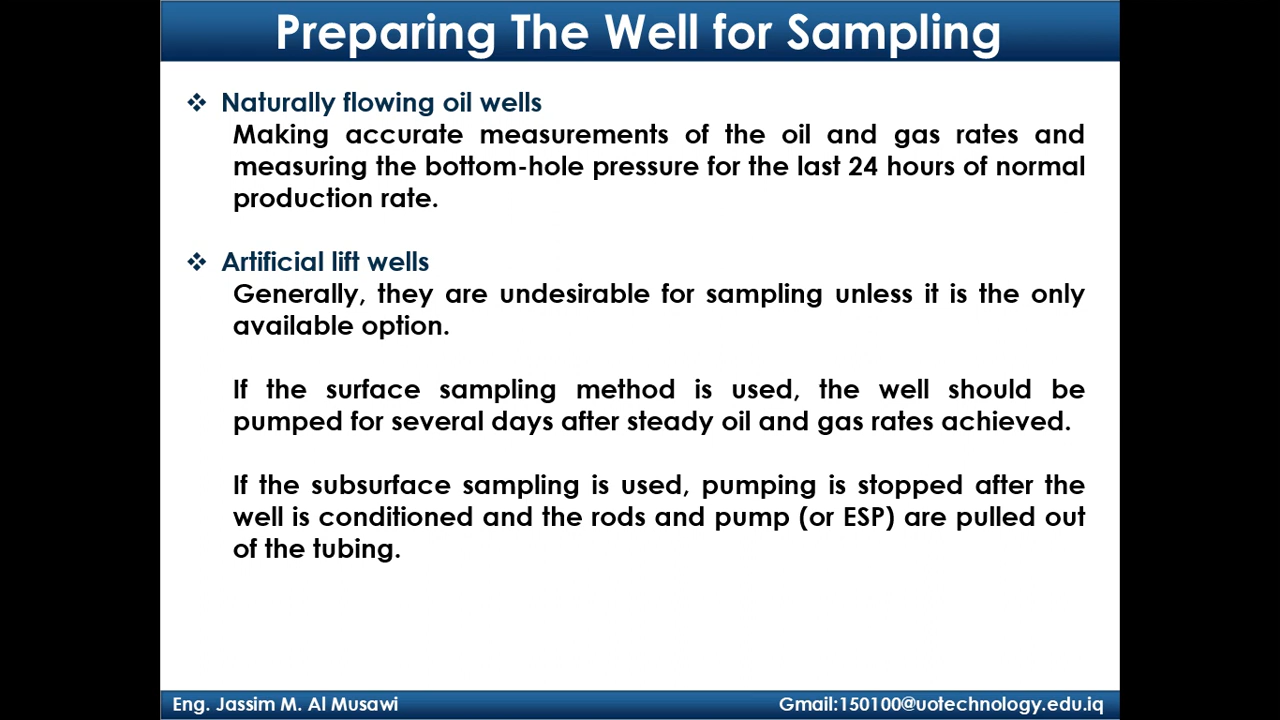 Preparing The Well for Sampling
❖ Naturally flowing oil wells
Making accurate measurements of the oil and gas rates and
measuring the bottom-hole pressure for the last 24 hours of normal
production rate.
❖ Artificial lift wells
Generally, they are undesirable for sampling unless it is the only
available option.
If the surface sampling method is used, the well should be
pumped for several days after steady oil and gas rates achieved.
If the subsurface sampling is used, pumping is stopped after the
well is conditioned and the rods and pump (or ESP) are pulled out
of the tubing.
Eng. Jassim M. Al Musawi
Gmail:150100@uotechnology.edu.iq